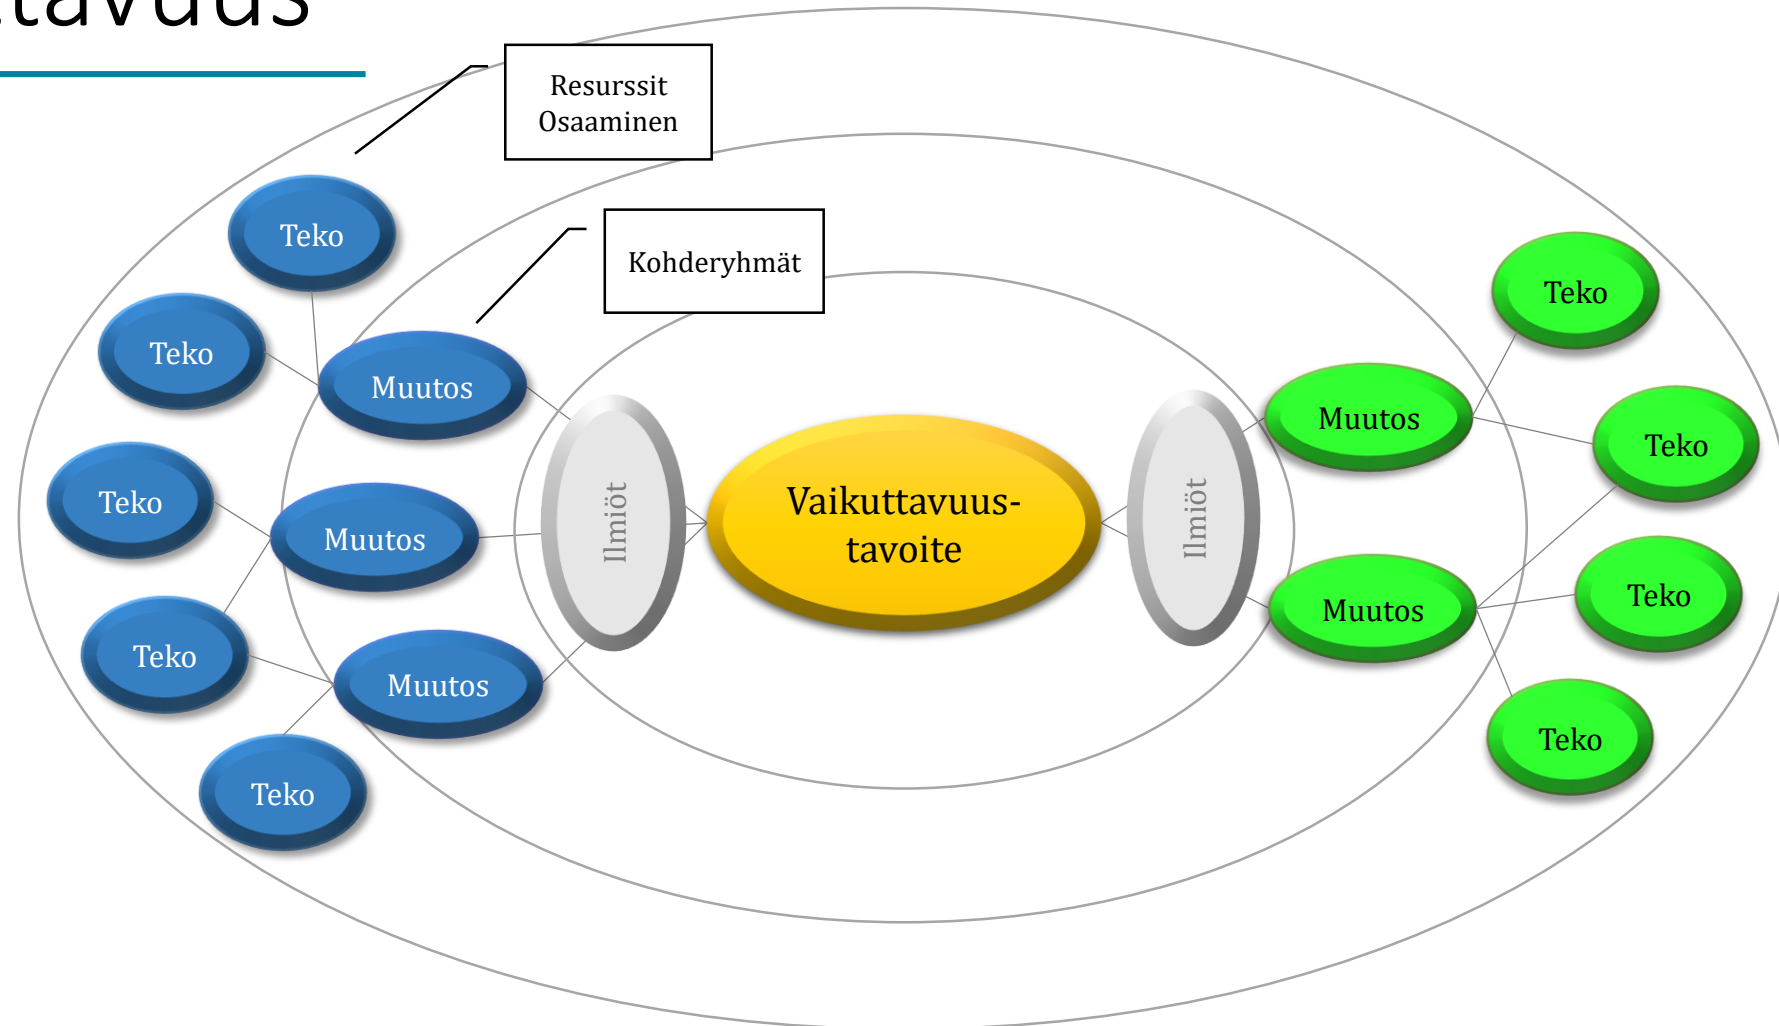 Resurssit
Osaaminen
Kohderyhmät
Teko
Teko
Teko
Teko
Teko
Muutos
Muutos
Muutos
Ilmiöt
Vaikuttavuus-
tavoite
Ilmiöt
Muutos
Muutos
Teko
Teko
Teko
Teko